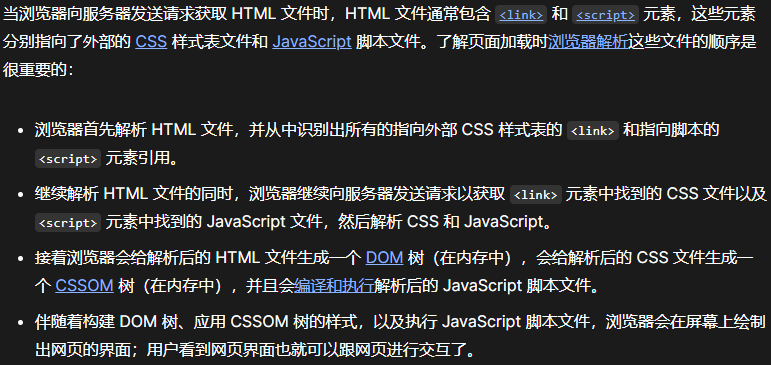 当浏览器向服务器发送请求获取 HTML 文件时，HTML 文件通常包含 <link> 和 <script> 元素，这些元素
分别指向了外部的 CSS 样式表文件和 JavaScript 脚本文件。了解页面加载时浏览器解析这些文件的顺序是
很重要的：
• 浏览器首先解析 HTML 文件，并从中识别出所有的指向外部 CSS 样式表的 <link> 和指向脚本的
<script> 元素引用。
• 继续解析 HTML 文件的同时，浏览器继续向服务器发送请求以获取 <link> 元素中找到的 CSS 文件以及
<script> 元素中找到的 JavaScript 文件，然后解析 CSS 和 JavaScript。
• 接着浏览器会给解析后的 HTML 文件生成一个 DOM 树（在内存中），会给解析后的 CSS 文件生成一
个 CSSOM 树（在内存中），并且会编译和执行解析后的 JavaScript 脚本文件。
• 伴随着构建 DOM 树、应用 CSSOM 树的样式，以及执行 JavaScript 脚本文件，浏览器会在屏幕上绘制
出网页的界面；用户看到网页界面也就可以跟网页进行交互了。